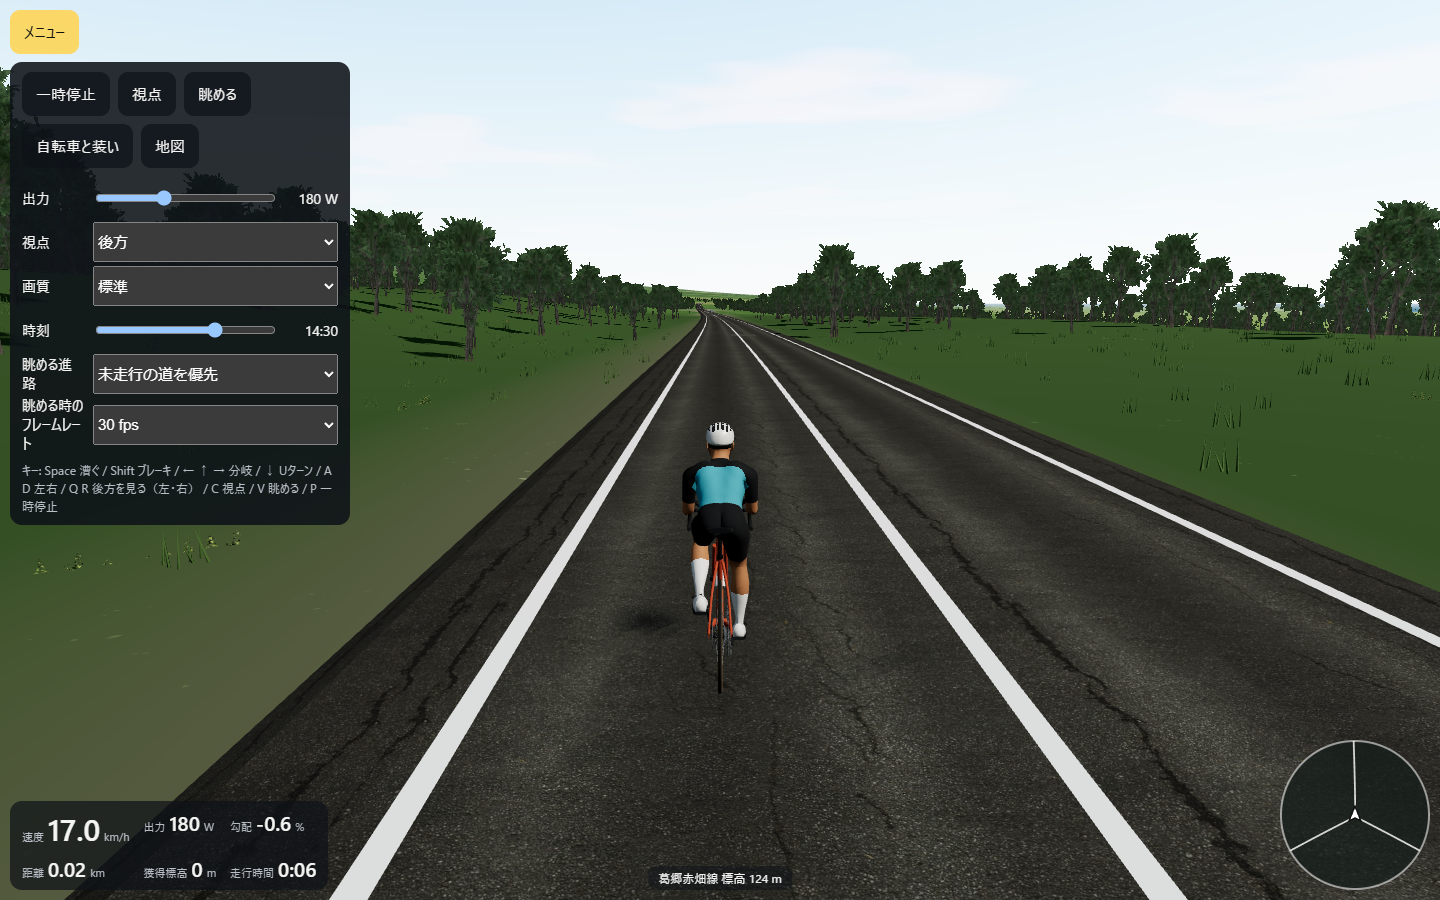 メニュー
一時停止 視点 眺める
自転車と装い 地図
出力 180 W
視点 後方
画質 標準
時刻 14:30
眺める進
路 未走行の道を優先
眺める時の
フレームレー
ト 30 fps
キー: Space 漕ぐ / Shift ブレーキ / ← ↑ → 分岐 / ↓ Uターン / A
D 左右 / Q R 後方を見る（左・右） / C 視点 / V 眺める / P 一
時停止
速度 17.0 km/h 出力 180 W 勾配 -0.6 %
距離 0.02 km 獲得標高 0 m 走行時間 0:06
葛郷赤畑線 標高 124 m